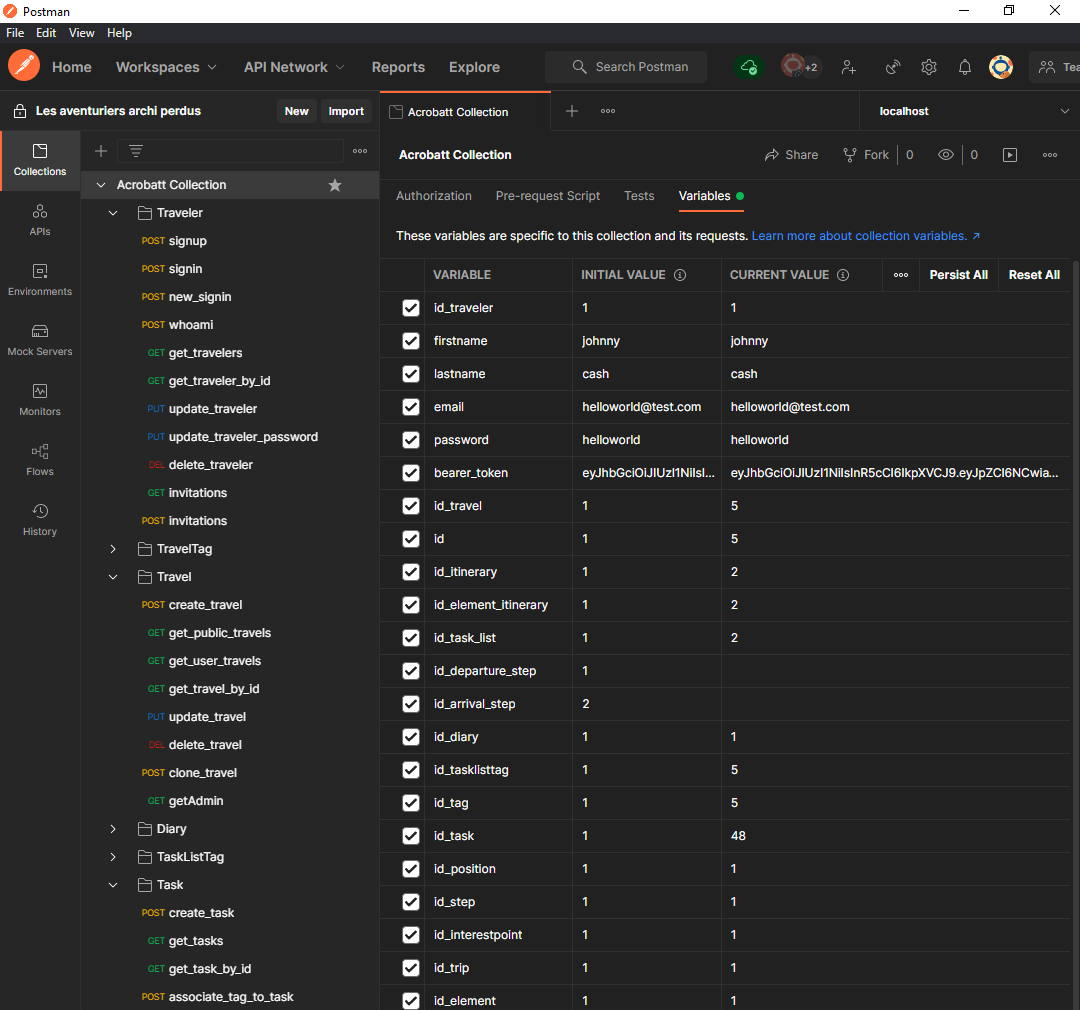 Postman
File Edit View Help
Home Workspaces API Network Reports Explore Search Postman +2 Tea
Les aventuriers archi perdus New Import
Acrobatt Collection
localhost
Collections
APIs
Environments
Mock Servers
Monitors
Flows
History
Acrobatt Collection
Traveler
POST signup
POST signin
POST new_signin
POST whoami
GET get_travelers
GET get_traveler_by_id
PUT update_traveler
PUT update_traveler_password
DEL delete_traveler
GET invitations
POST invitations
TravelTag
Travel
POST create_travel
GET get_public_travels
GET get_user_travels
GET get_travel_by_id
PUT update_travel
DEL delete_travel
POST clone_travel
GET getAdmin
Diary
TaskListTag
Task
POST create_task
GET get_tasks
GET get_task_by_id
POST associate_tag_to_task
Acrobatt Collection Share Fork 0 0
Authorization Pre-request Script Tests Variables
These variables are specific to this collection and its requests. Learn more about collection variables. ↗
VARIABLE INITIAL VALUE CURRENT VALUE Persist All Reset All
id_traveler 1 1
firstname johnny johnny
lastname cash cash
email helloworld@test.com helloworld@test.com
password helloworld helloworld
bearer_token eyJhbGciOiJIUzI1NiIsI... eyJhbGciOiJIUzI1NiIsInR5cCI6IkpXVCJ9.eyJpZCI6NCwia...
id_travel 1 5
id 1 5
id_itinerary 1 2
id_element_itinerary 1 2
id_task_list 1 2
id_departure_step 1
id_arrival_step 2
id_diary 1 1
id_tasklisttag 1 5
id_tag 1 5
id_task 1 48
id_position 1 1
id_step 1 1
id_interestpoint 1 1
id_trip 1 1
id_element 1 1